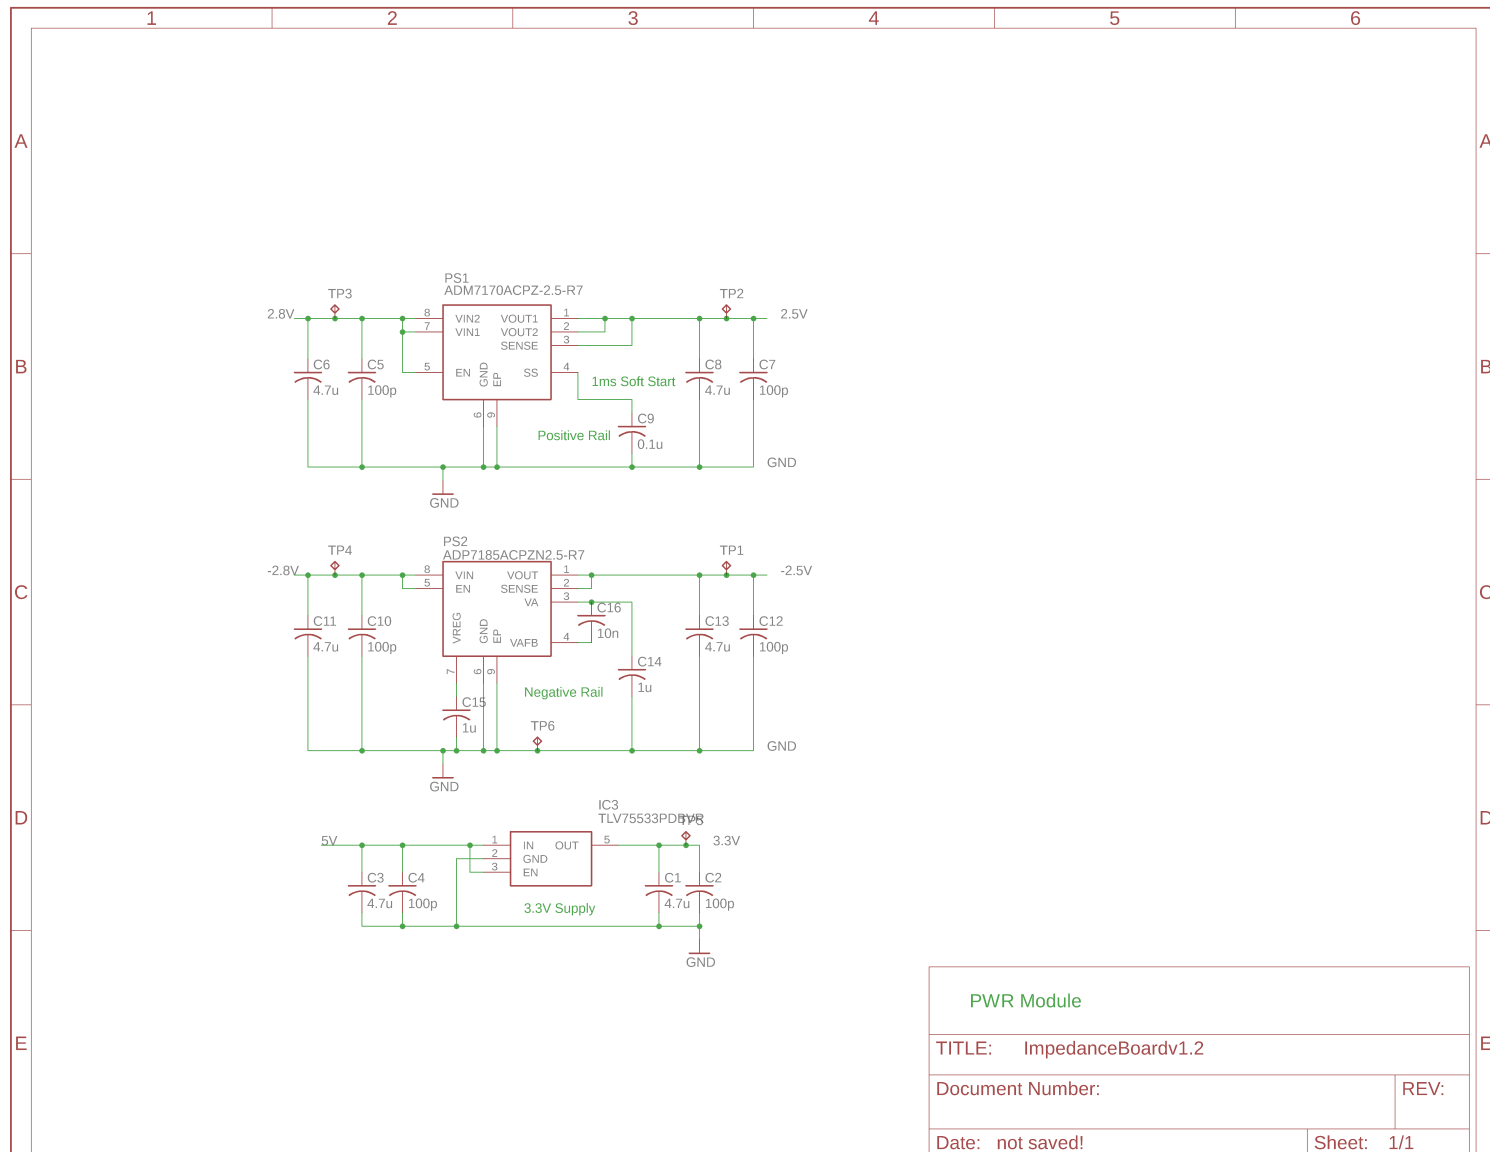 1 2 3 4 5 6
A A
B B
C C
D D
E E
PS1
ADM7170ACPZ-2.5-R7
TP3
TP2
2.8V
2.5V
8 VIN2 VOUT1 1
7 VIN1 VOUT2 2
SENSE 3
5 EN GND EP SS 4
6 9
C6
4.7u
C5
100p
C8
4.7u
C7
100p
1ms Soft Start
C9
0.1u
Positive Rail
GND
GND
PS2
ADP7185ACPZN2.5-R7
TP4
TP1
-2.8V
-2.5V
8 VIN VOUT 1
5 EN SENSE 2
VA 3
VREG GND EP VAFB 4
7 6 9
C16
10n
C11
4.7u
C10
100p
C13
4.7u
C12
100p
C14
1u
Negative Rail
C15
1u
TP6
GND
GND
IC3
TLV75533PDBVR
TP5
5V
3.3V
1 IN OUT 5
2 GND
3 EN
C3
4.7u
C4
100p
C1
4.7u
C2
100p
3.3V Supply
GND
PWR Module
TITLE: ImpedanceBoardv1.2
Document Number:
REV:
Date: not saved!
Sheet: 1/1